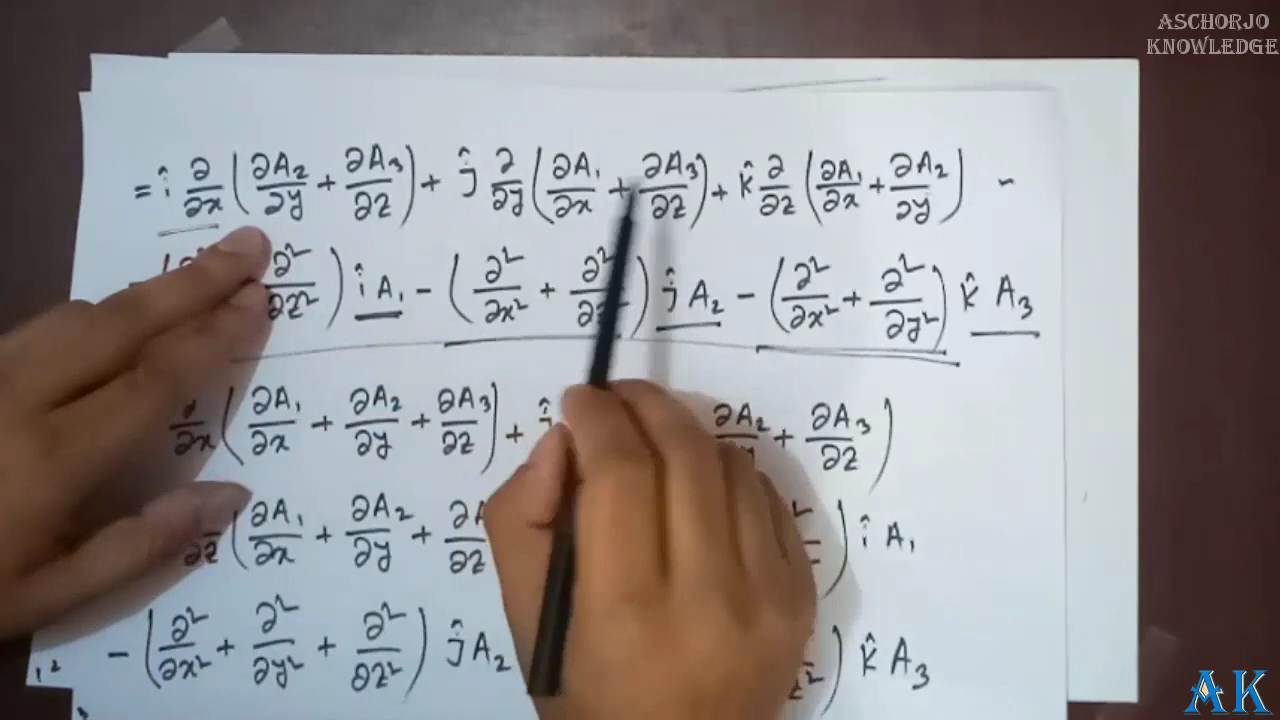 ASCHORJO
KNOWLEDGE
= î ∂/∂x (∂A₂/∂y + ∂A₃/∂z) + ĵ ∂/∂y (∂A₁/∂x + ∂A₃/∂z) + k̂ ∂/∂z (∂A₁/∂x + ∂A₂/∂y) -
∂²/∂z²) î A₁ - (∂²/∂x² + ∂²/∂z²) ĵ A₂ - (∂²/∂x² + ∂²/∂y²) k̂ A₃
∂/∂x (∂A₁/∂x + ∂A₂/∂y + ∂A₃/∂z) + ĵ ∂A₂/∂y + ∂A₃/∂z)
∂z (∂A₁/∂x + ∂A₂/∂y + ∂A/∂z ) î A₁
- (∂²/∂x² + ∂²/∂y² + ∂²/∂z²) ĵ A₂ ) k̂ A₃
AK